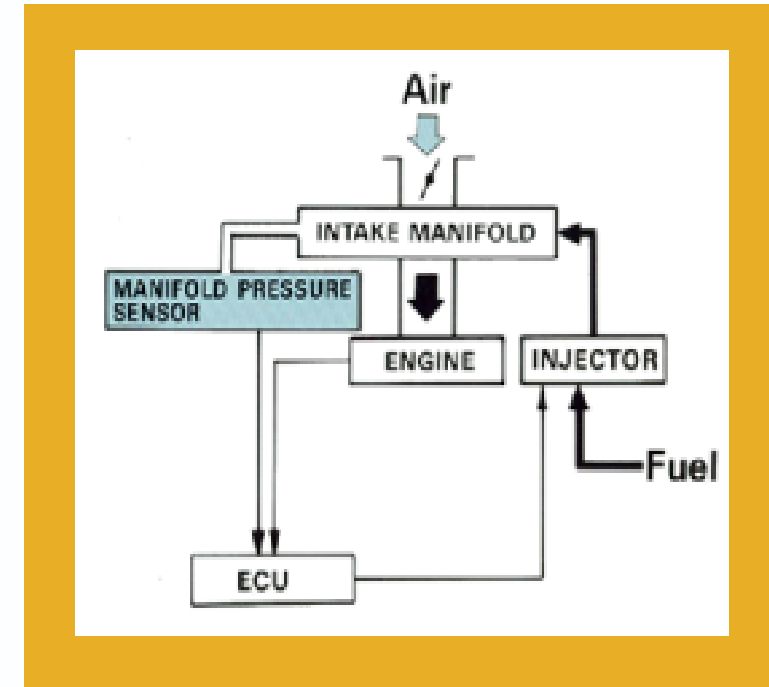 Air
INTAKE MANIFOLD
MANIFOLD PRESSURE
SENSOR
ENGINE
INJECTOR
Fuel
ECU